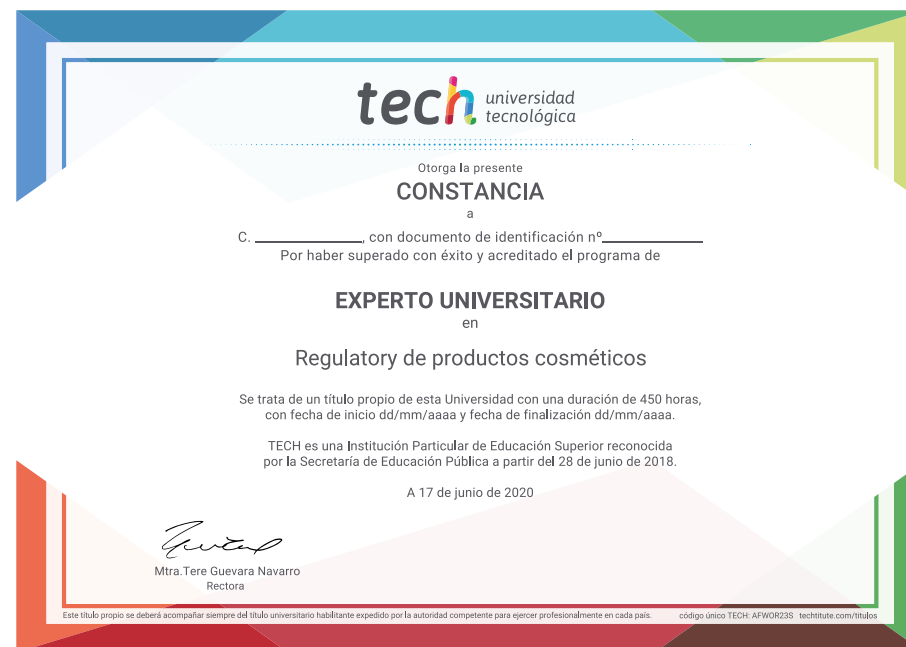 tech universidad
tecnológica
Otorga la presente
CONSTANCIA
a
C. ____________, con documento de identificación nº____________
Por haber superado con éxito y acreditado el programa de
EXPERTO UNIVERSITARIO
en
Regulatory de productos cosméticos
Se trata de un título propio de esta Universidad con una duración de 450 horas,
con fecha de inicio dd/mm/aaaa y fecha de finalización dd/mm/aaaa.
TECH es una Institución Particular de Educación Superior reconocida
por la Secretaría de Educación Pública a partir del 28 de junio de 2018.
A 17 de junio de 2020
Mtra.Tere Guevara Navarro
Rectora
Este título propio se deberá acompañar siempre del título universitario habilitante expedido por la autoridad competente para ejercer profesionalmente en cada país. código único TECH: AFWOR23S techtitute.com/titulos